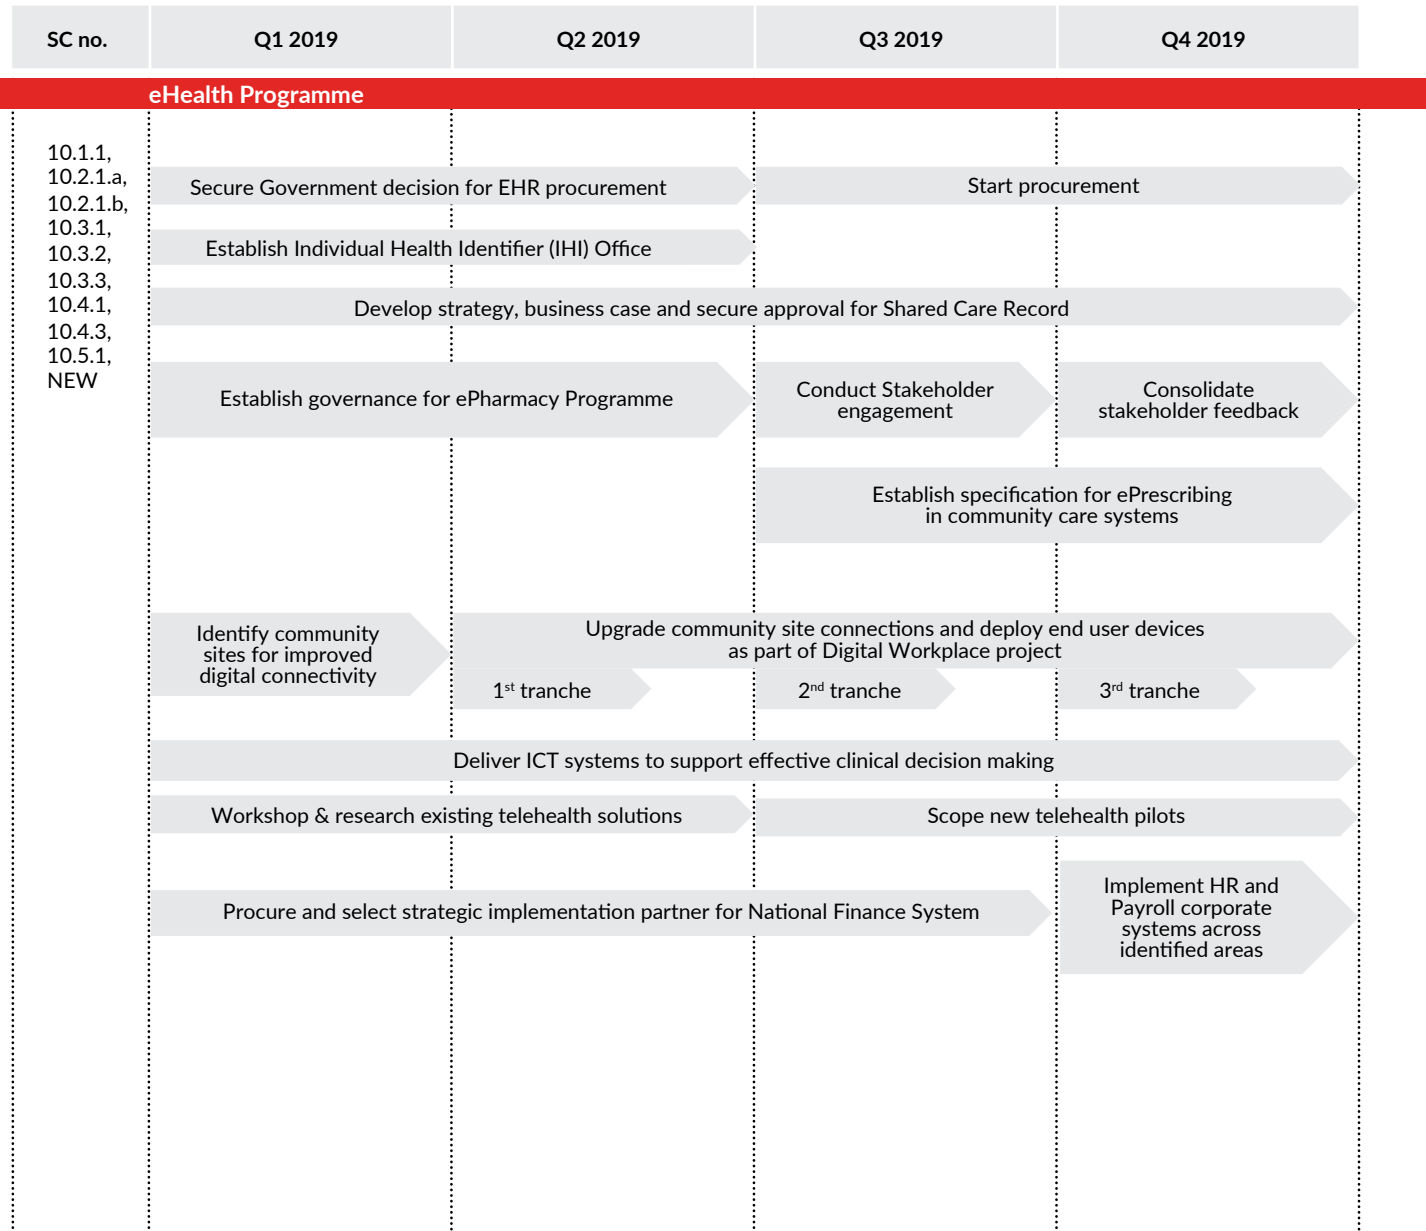 SC no.
Q1 2019
Q2 2019
Q3 2019
Q4 2019
eHealth Programme
10.1.1,
10.2.1.a,
10.2.1.b,
10.3.1,
10.3.2,
10.3.3,
10.4.1,
10.4.3,
10.5.1,
NEW
Secure Government decision for EHR procurement
Start procurement
Establish Individual Health Identifier (IHI) Office
Develop strategy, business case and secure approval for Shared Care Record
Establish governance for ePharmacy Programme
Conduct Stakeholder
engagement
Consolidate
stakeholder feedback
Establish specification for ePrescribing
in community care systems
Identify community
sites for improved
digital connectivity
Upgrade community site connections and deploy end user devices
as part of Digital Workplace project
1st tranche
2nd tranche
3rd tranche
Deliver ICT systems to support effective clinical decision making
Workshop & research existing telehealth solutions
Scope new telehealth pilots
Procure and select strategic implementation partner for National Finance System
Implement HR and
Payroll corporate
systems across
identified areas